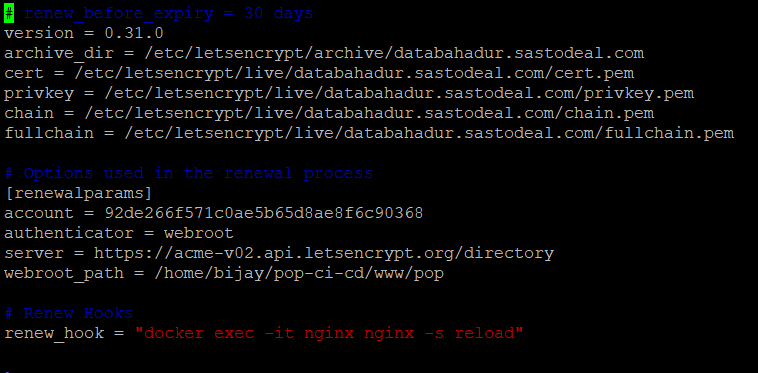 # renew_before_expiry = 30 days
version = 0.31.0
archive_dir = /etc/letsencrypt/archive/databahadur.sastodeal.com
cert = /etc/letsencrypt/live/databahadur.sastodeal.com/cert.pem
privkey = /etc/letsencrypt/live/databahadur.sastodeal.com/privkey.pem
chain = /etc/letsencrypt/live/databahadur.sastodeal.com/chain.pem
fullchain = /etc/letsencrypt/live/databahadur.sastodeal.com/fullchain.pem
# Options used in the renewal process
[renewalparams]
account = 92de266f571c0ae5b65d8ae8f6c90368
authenticator = webroot
server = https://acme-v02.api.letsencrypt.org/directory
webroot_path = /home/bijay/pop-ci-cd/www/pop
# Renew Hooks
renew_hook = "docker exec -it nginx nginx -s reload"